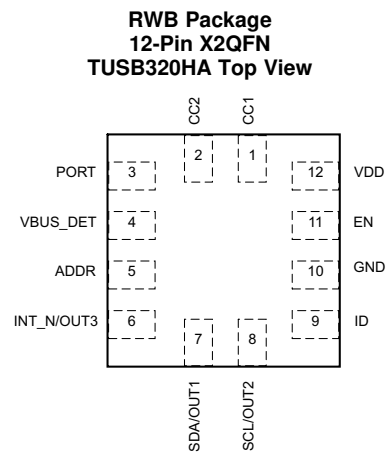 RWB Package
12-Pin X2QFN
TUSB320HA Top View
CC2
CC1
2
1
PORT 3 12 VDD
VBUS_DET 4 11 EN
ADDR 5 10 GND
INT_N/OUT3 6 9 ID
7
8
SDA/OUT1
SCL/OUT2